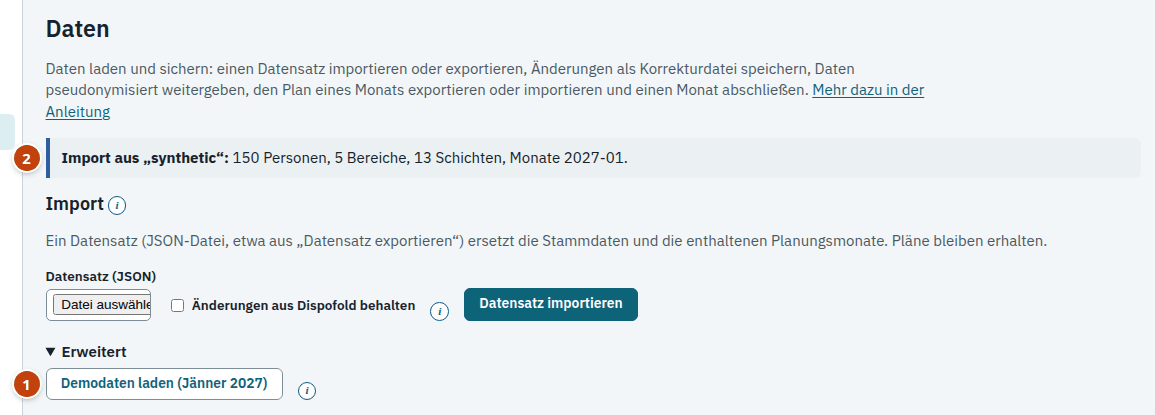 Daten
Daten laden und sichern: einen Datensatz importieren oder exportieren, Änderungen als Korrekturdatei speichern, Daten
pseudonymisiert weitergeben, den Plan eines Monats exportieren oder importieren und einen Monat abschließen. Mehr dazu in der
Anleitung
2 Import aus „synthetic“: 150 Personen, 5 Bereiche, 13 Schichten, Monate 2027-01.
Import i
Ein Datensatz (JSON-Datei, etwa aus „Datensatz exportieren“) ersetzt die Stammdaten und die enthaltenen Planungsmonate. Pläne bleiben erhalten.
Datensatz (JSON)
Datei auswähle Änderungen aus Dispofold behalten i Datensatz importieren
▼ Erweitert
1 Demodaten laden (Jänner 2027) i